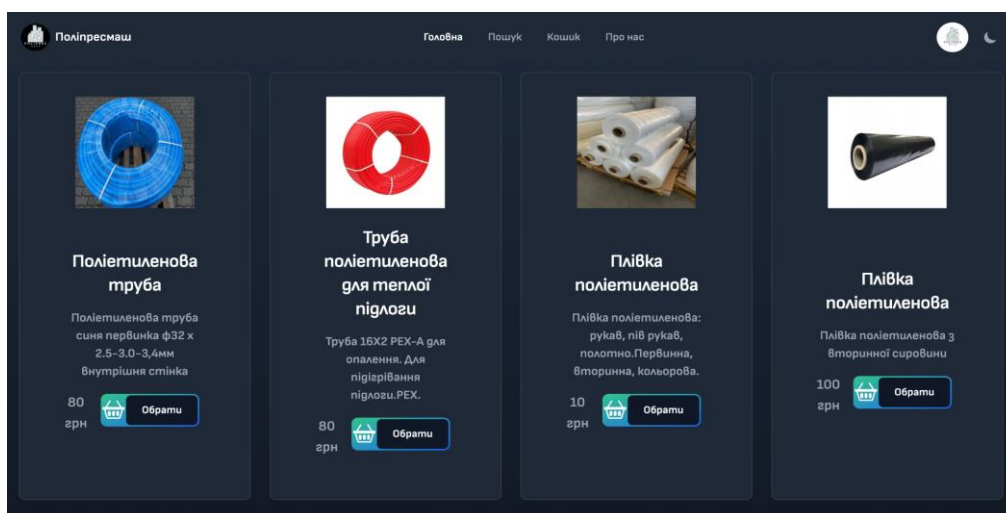 Поліпресмаш
Головна Пошук Кошик Про нас
Поліетиленова
труба
Поліетиленова труба
синя первинка ф32 х
2.5-3.0-3,4мм
внутрішня стінка
80
грн
Обрати
Труба
поліетиленова
для теплої
підлоги
Труба 16X2 PEX-A для
опалення. Для
підігрівання
підлоги.PEX.
80
грн
Обрати
Плівка
поліетиленова
Плівка поліетиленова:
рукав, пів рукав,
полотно.Первинна,
вторинна, кольорова.
10
грн
Обрати
Плівка
поліетиленова
Плівка поліетиленова з
вторинної сировини
100
грн
Обрати